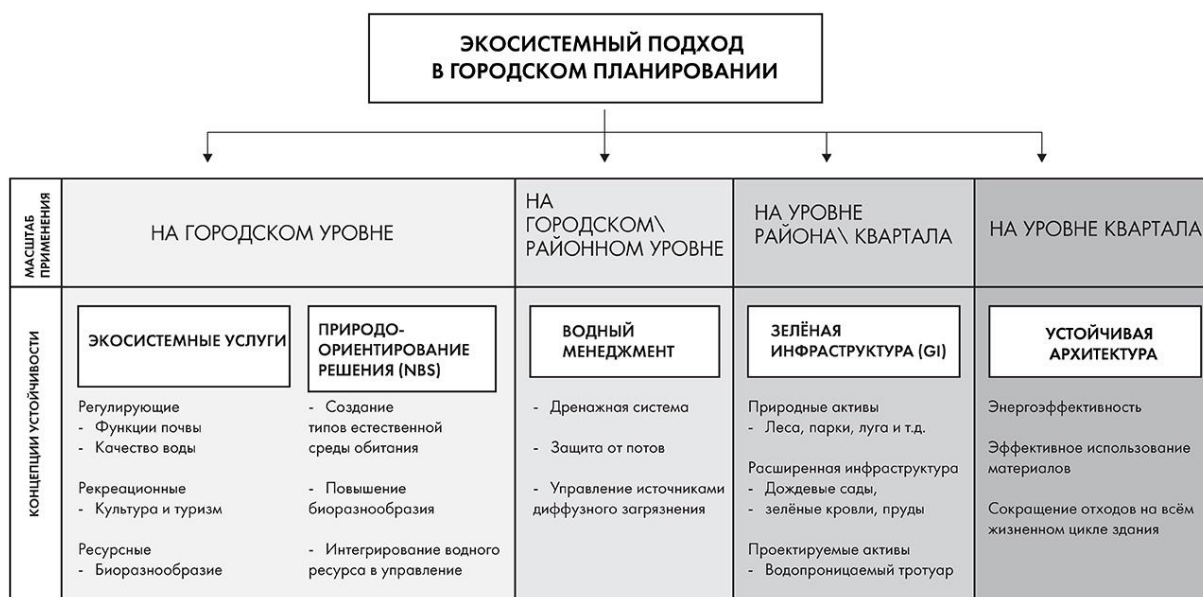 ЭКОСИСТЕМНЫЙ ПОДХОД
В ГОРОДСКОМ ПЛАНИРОВАНИИ
МАСШТАБ
ПРИМЕНЕНИЯ
НА ГОРОДСКОМ УРОВНЕ
НА
ГОРОДСКОМ\
РАЙОННОМ УРОВНЕ
НА УРОВНЕ
РАЙОНА\ КВАРТАЛА
НА УРОВНЕ КВАРТАЛА
КОНЦЕПЦИИ УСТОЙЧИВОСТИ
ЭКОСИСТЕМНЫЕ УСЛУГИ
Регулирующие
- Функции почвы
- Качество воды
Рекреационные
- Культура и туризм
Ресурсные
- Биоразнообразие
ПРИРОДО-
ОРИЕНТИРОВАНИЕ
РЕШЕНИЯ (NBS)
- Создание
типов естественной
среды обитания
- Повышение
биоразнообразия
- Интегрирование водного
ресурса в управление
ВОДНЫЙ
МЕНЕДЖМЕНТ
- Дренажная система
- Защита от потов
- Управление источниками
диффузного загрязнения
ЗЕЛЁНАЯ
ИНФРАСТРУКТУРА (GI)
Природные активы
- Леса, парки, луга и т.д.
Расширенная инфраструктура
- Дождевые сады,
- зелёные кровли, пруды
Проектируемые активы
- Водопроницаемый тротуар
УСТОЙЧИВАЯ
АРХИТЕКТУРА
Энергоэффективность
Эффективное использование
материалов
Сокращение отходов на всём
жизненном цикле здания